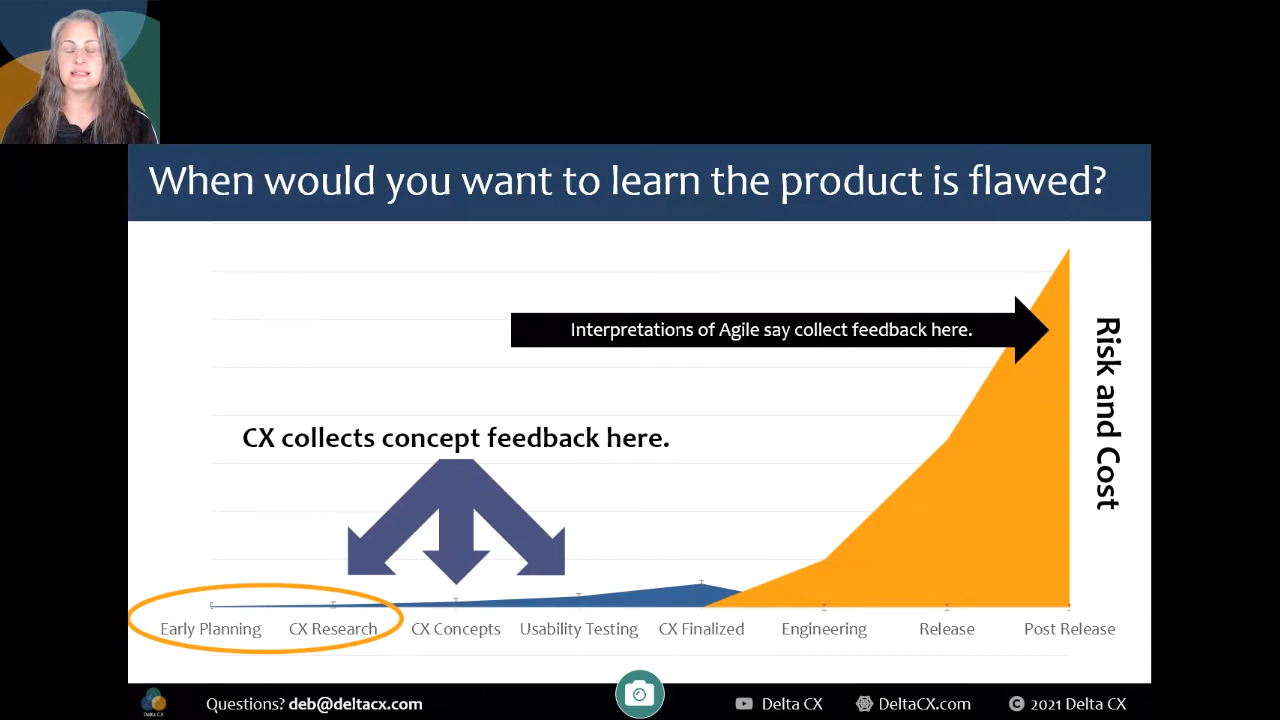 When would you want to learn the product is flawed?
Interpretations of Agile say collect feedback here.
Risk and Cost
CX collects concept feedback here.
Early Planning
CX Research
CX Concepts
Usability Testing
CX Finalized
Engineering
Release
Post Release
Delta CX
Questions? deb@deltacx.com
Delta CX
DeltaCX.com
© 2021 Delta CX